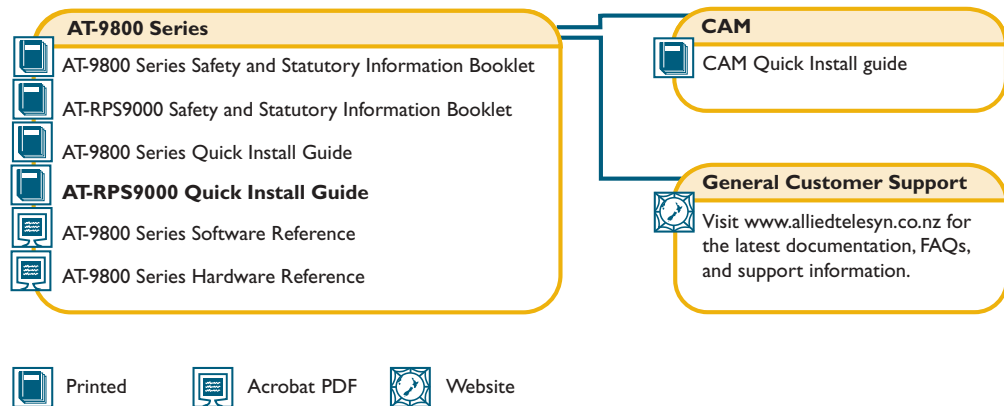 AT-9800 Series
AT-9800 Series Safety and Statutory Information Booklet
AT-RPS9000 Safety and Statutory Information Booklet
AT-9800 Series Quick Install Guide
AT-RPS9000 Quick Install Guide
AT-9800 Series Software Reference
AT-9800 Series Hardware Reference
CAM
CAM Quick Install guide
General Customer Support
Visit www.alliedtelesyn.co.nz for
the latest documentation, FAQs,
and support information.
Printed
Acrobat PDF
Website